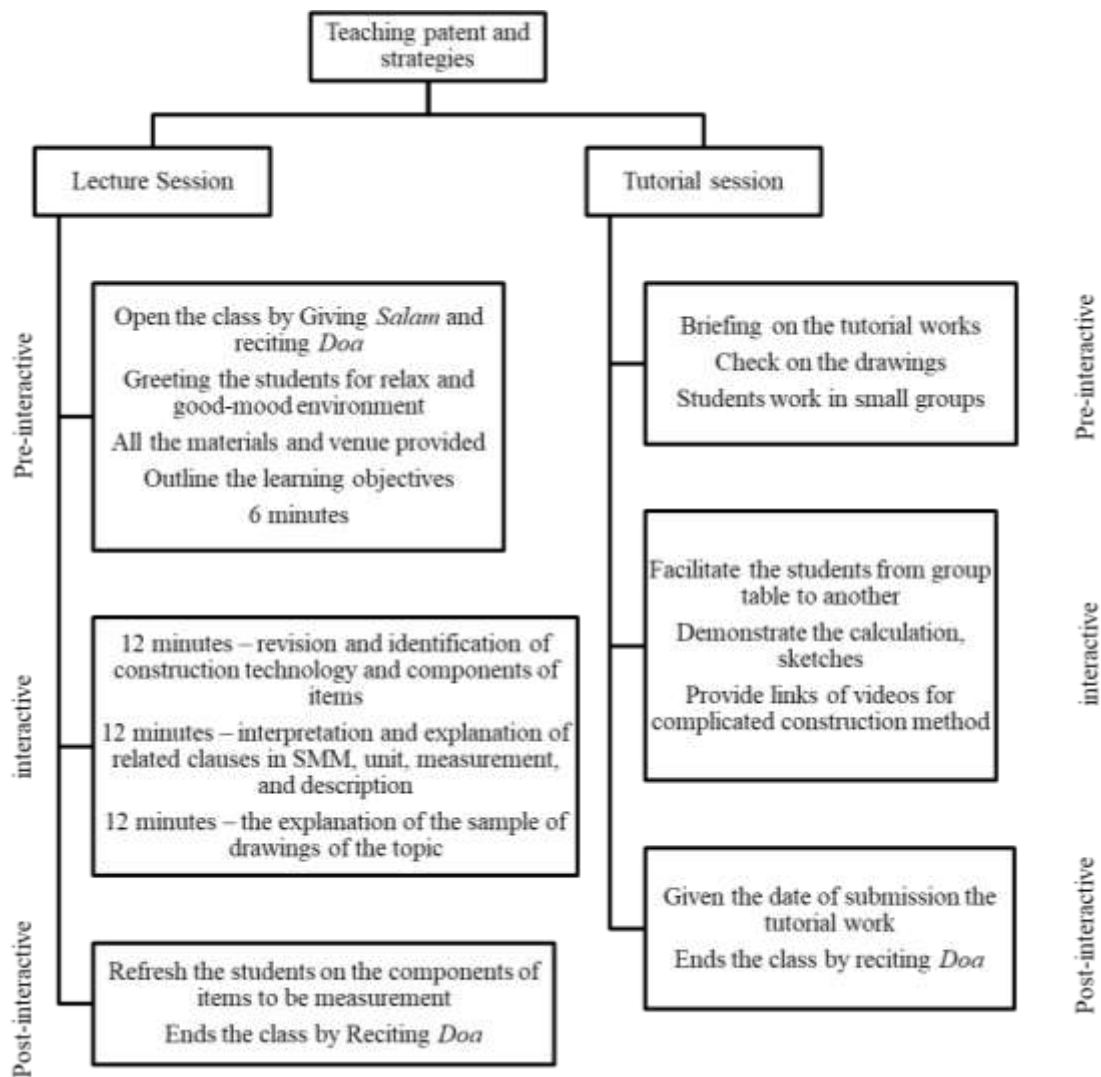 Teaching patent and
strategies
Lecture Session
Tutorial session
Pre-interactive
Open the class by Giving Salam and
reciting Doa
Greeting the students for relax and
good-mood environment
All the materials and venue provided
Outline the learning objectives
6 minutes
Briefing on the tutorial works
Check on the drawings
Students work in small groups
Pre-interactive
interactive
12 minutes – revision and identification of
construction technology and components of
items
12 minutes – interpretation and explanation of
related clauses in SMM, unit, measurement,
and description
12 minutes – the explanation of the sample of
drawings of the topic
Facilitate the students from group
table to another
Demonstrate the calculation,
sketches
Provide links of videos for
complicated construction method
interactive
Post-interactive
Refresh the students on the components of
items to be measurement
Ends the class by Reciting Doa
Given the date of submission the
tutorial work
Ends the class by reciting Doa
Post-interactive